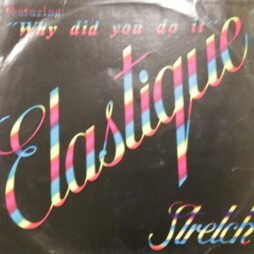 Featuring:
"Why did you do it"
Elastique
Stretch